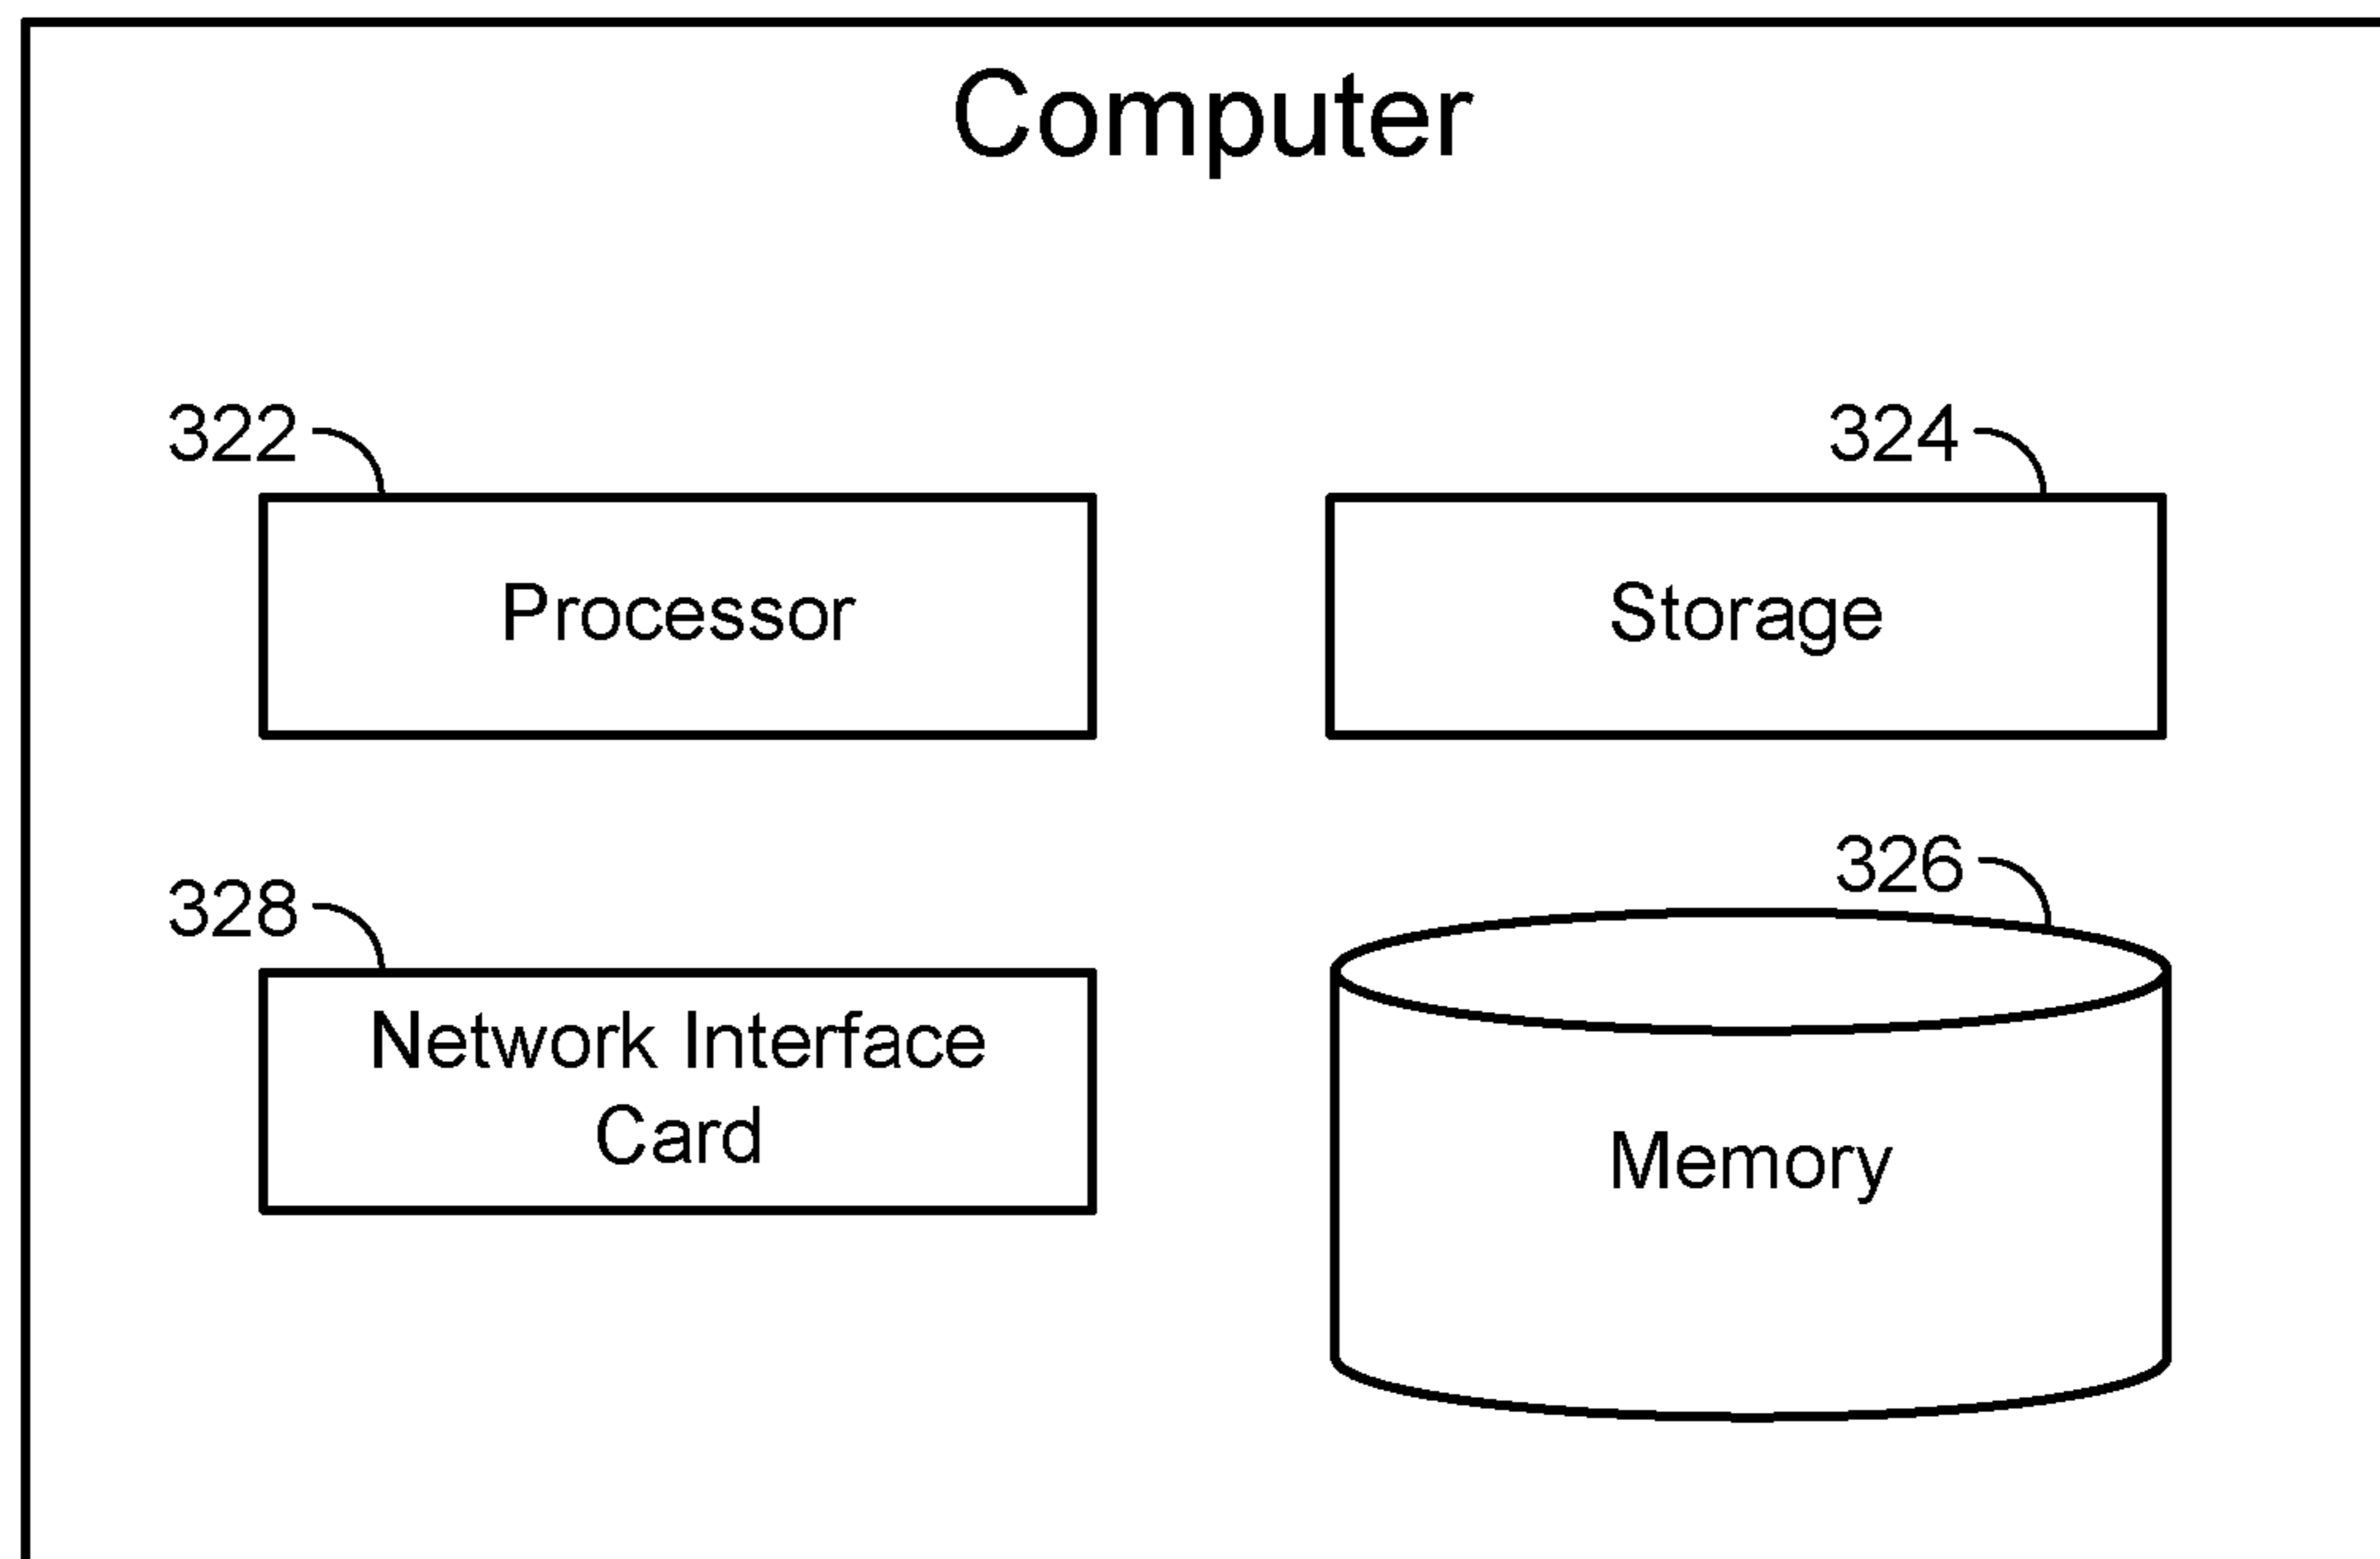 Computer
322
324
Processor
Storage
328
326
Network Interface
Card
Memory